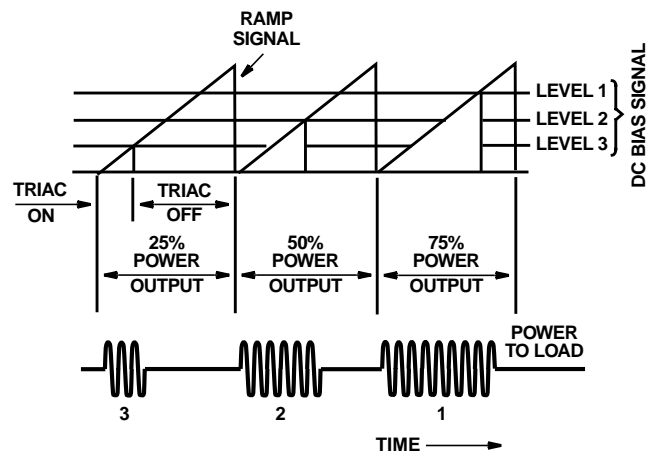 RAMP
SIGNAL
LEVEL 1
LEVEL 2
LEVEL 3
DC BIAS SIGNAL
TRIAC
ON
TRIAC
OFF
25%
POWER
OUTPUT
50%
POWER
OUTPUT
75%
POWER
OUTPUT
POWER
TO LOAD
3
2
1
TIME